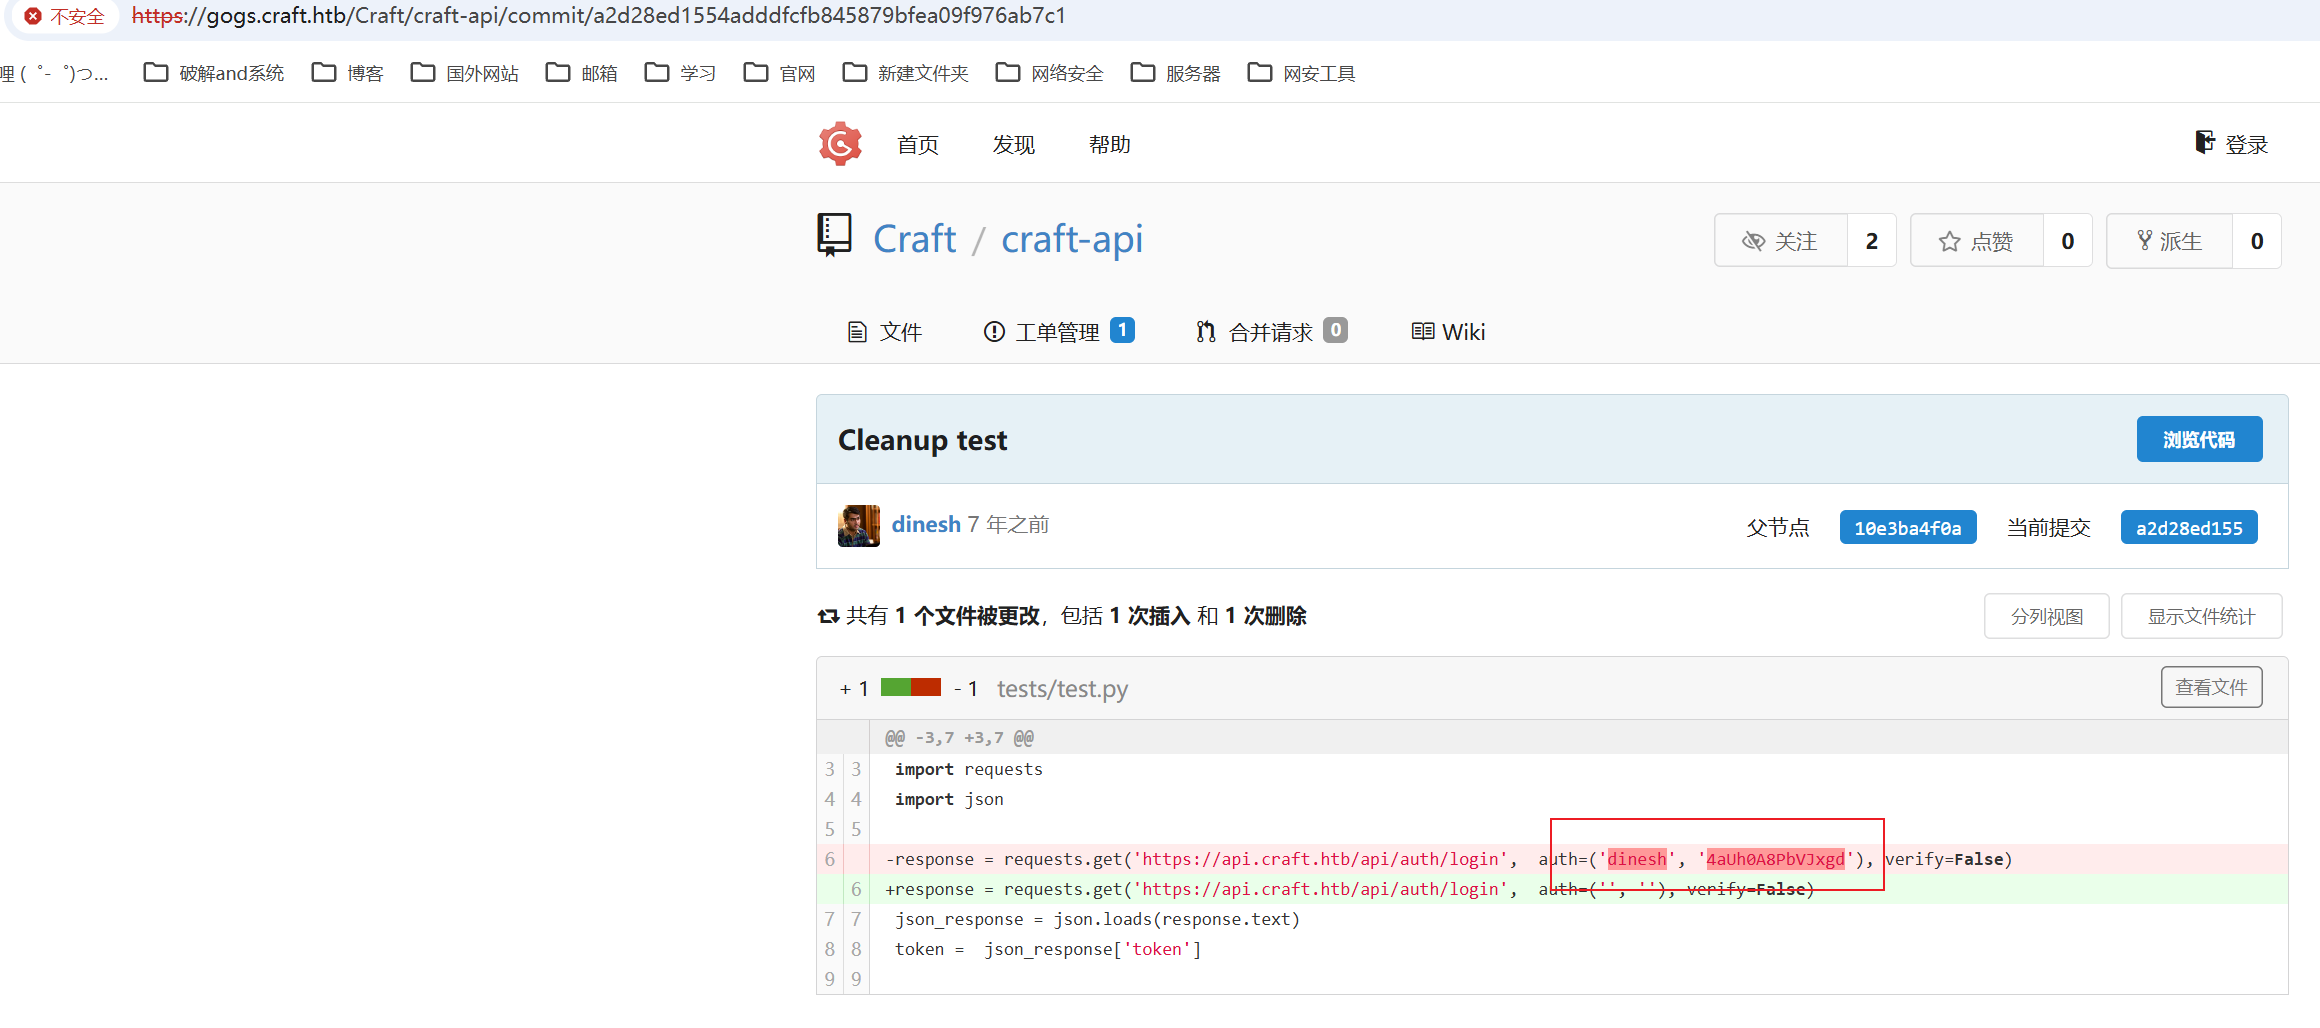 不安全 https://gogs.craft.htb/Craft/craft-api/commit/a2d28ed1554adddfcfb845879bfea09f976ab7c1
哩 ( ゜- ゜)つ... 破解and系统 博客 国外网站 邮箱 学习 官网 新建文件夹 网络安全 服务器 网安工具
首页 发现 帮助 登录
Craft / craft-api 关注 2 点赞 0 派生 0
文件 工单管理 1 合并请求 0 Wiki
Cleanup test 浏览代码
dinesh 7 年之前 父节点 10e3ba4f0a 当前提交 a2d28ed155
共有 1 个文件被更改，包括 1 次插入 和 1 次删除 分列视图 显示文件统计
+ 1 - 1 tests/test.py 查看文件
@@ -3,7 +3,7 @@
3 3 import requests
4 4 import json
5 5
6 -response = requests.get('https://api.craft.htb/api/auth/login', auth=('dinesh', '4aUh0A8PbVJxgd'), verify=False)
6 +response = requests.get('https://api.craft.htb/api/auth/login', auth=('', ''), verify=False)
7 7 json_response = json.loads(response.text)
8 8 token = json_response['token']
9 9